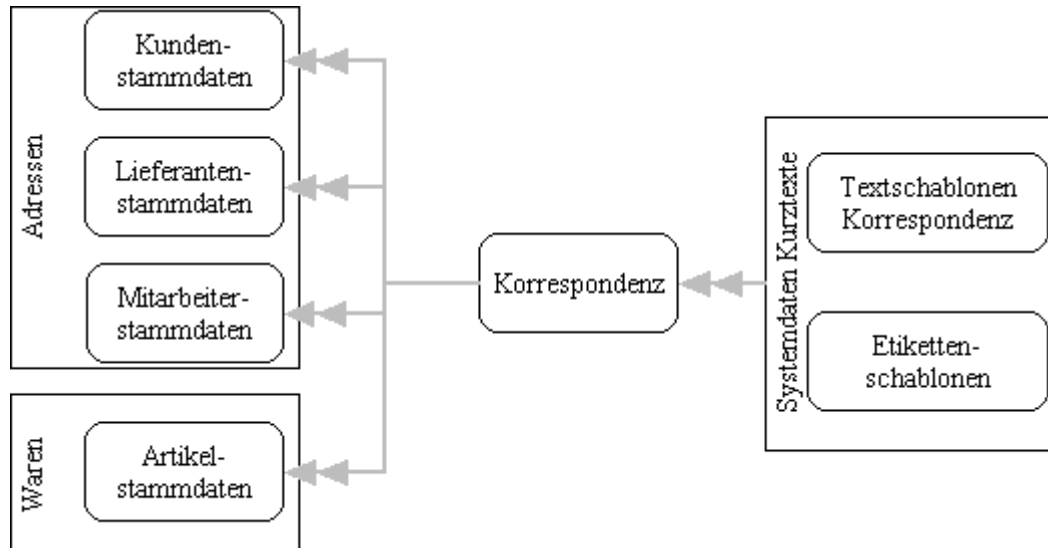 Adressen
Kunden-
stammdaten
Lieferanten-
stammdaten
Mitarbeiter-
stammdaten
Waren
Artikel-
stammdaten
Korrespondenz
Systemdaten Kurztexte
Textschablonen
Korrespondenz
Etiketten-
schablonen